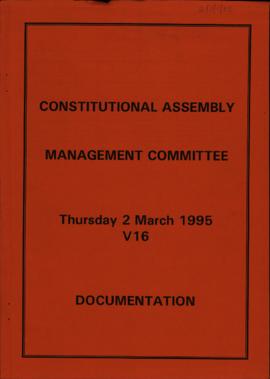 CONSTITUTIONAL ASSEMBLY
MANAGEMENT COMMITTEE
Thursday 2 March 1995
V16
DOCUMENTATION